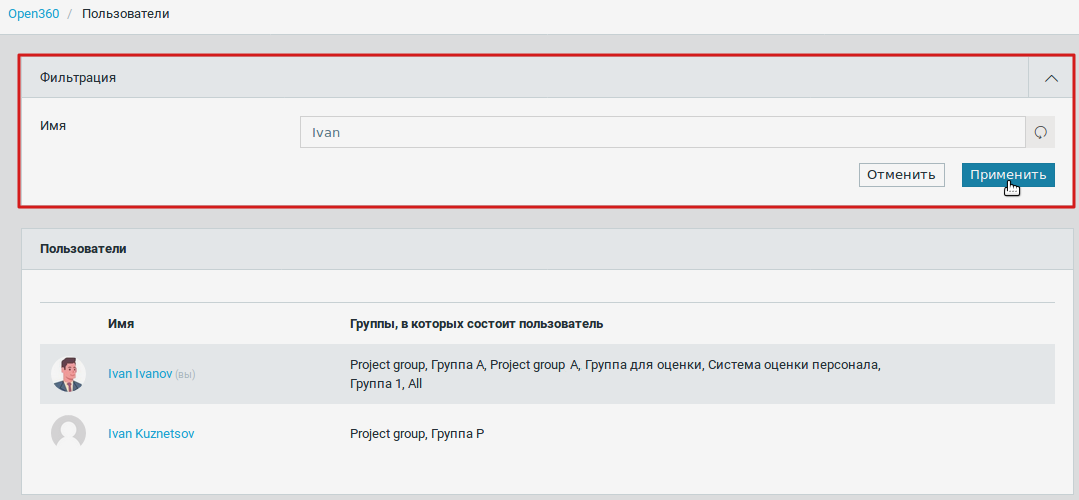 Open360 / Пользователи
Фильтрация
Имя Ivan
Отменить Применить
Пользователи
Имя Группы, в которых состоит пользователь
Ivan Ivanov (вы) Project group, Группа А, Project group A, Группа для оценки, Система оценки персонала,
Группа 1, All
Ivan Kuznetsov Project group, Группа Р